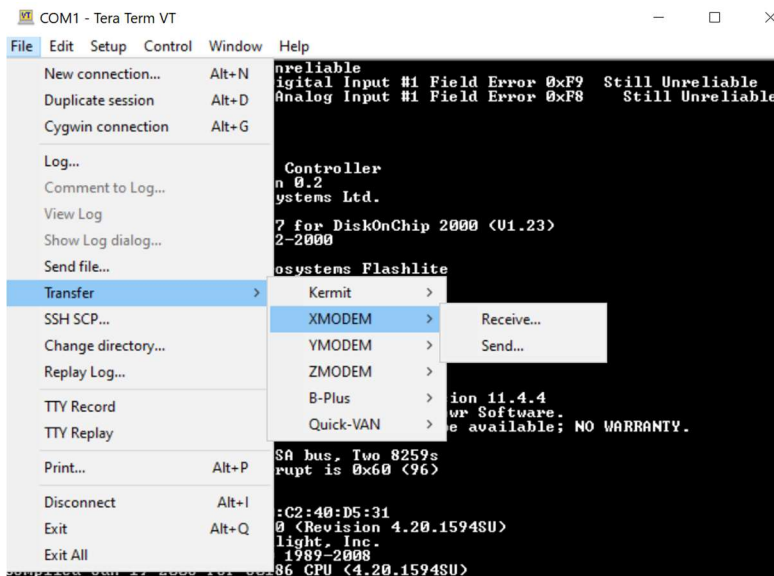 COM1 - Tera Term VT
File Edit Setup Control Window Help
New connection... Alt+N
Duplicate session Alt+D
Cygwin connection Alt+G
Log...
Comment to Log...
View Log
Show Log dialog...
Send file...
Transfer >
SSH SCP...
Change directory...
Replay Log...
TTY Record
TTY Replay
Print... Alt+P
Disconnect Alt+I
Exit Alt+Q
Exit All
Kermit >
XMODEM >
YMODEM >
ZMODEM >
B-Plus >
Quick-VAN >
Receive...
Send...
nreliable
igital Input #1 Field Error 0xF9 Still Unreliable
Analog Input #1 Field Error 0xF8 Still Unreliable
Controller
n 0.2
ystems Ltd.
7 for DiskOnChip 2000 (V1.23)
2-2000
osystems Flashlite
ion 11.4.4
wr Software.
e available; NO WARRANTY.
SA bus, Two 8259s
rupt is 0x60 (96)
:C2:40:D5:31
0 (Revision 4.20.1594SU)
light, Inc.
1989-2008
86 CPU (4.20.1594SU)